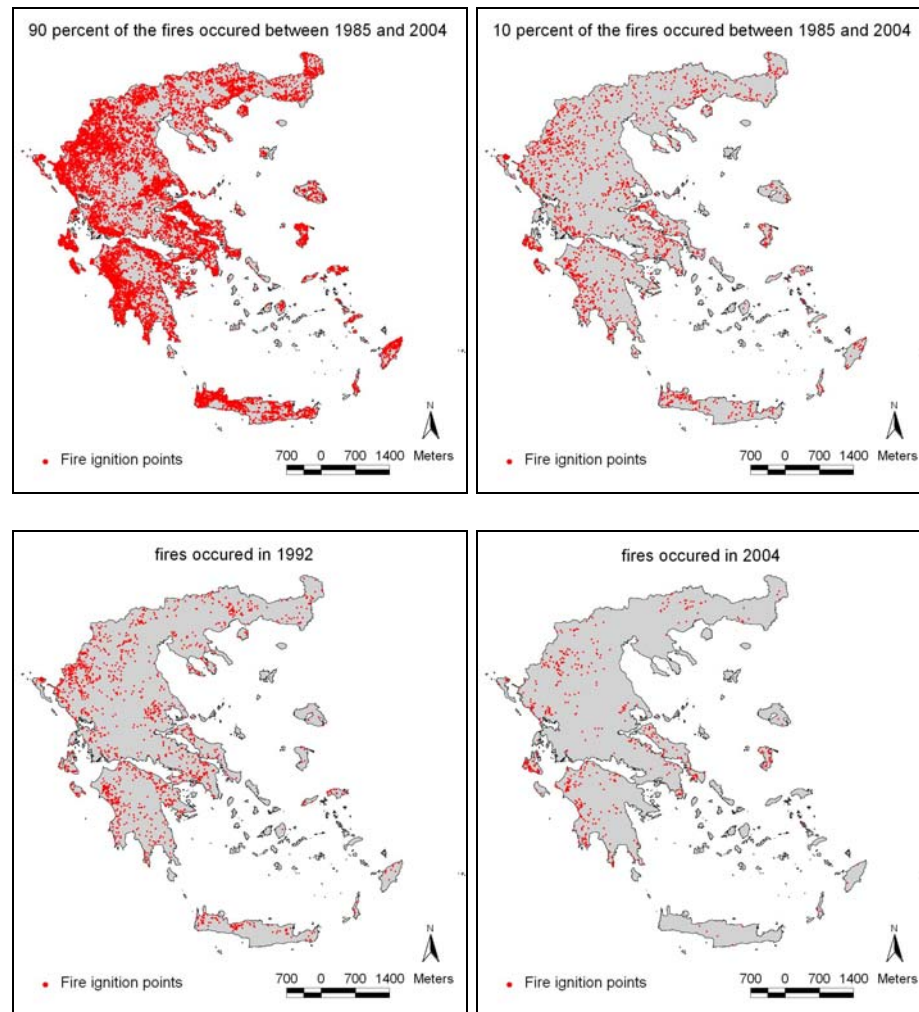 90 percent of the fires occured between 1985 and 2004
N
Fire ignition points
700 0 700 1400 Meters
10 percent of the fires occured between 1985 and 2004
N
Fire ignition points
700 0 700 1400 Meters
fires occured in 1992
N
Fire ignition points
700 0 700 1400 Meters
fires occured in 2004
N
Fire ignition points
700 0 700 1400 Meters